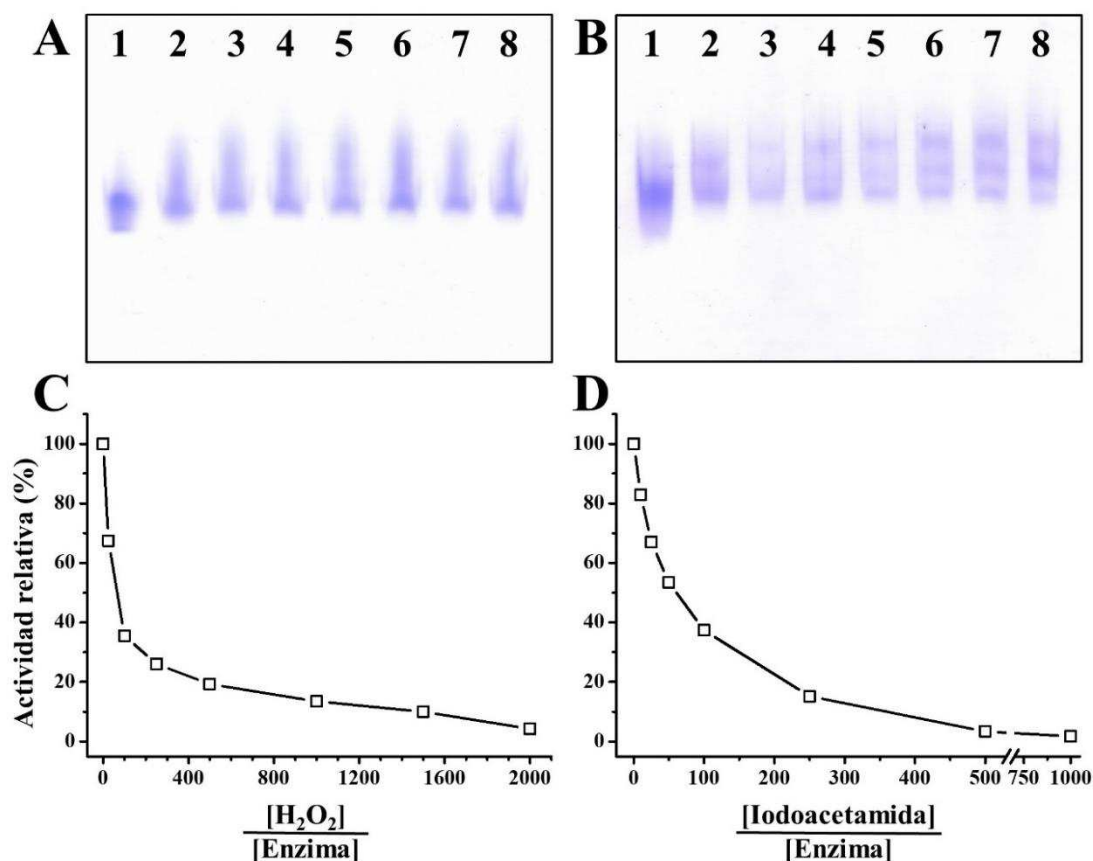 A
1 2 3 4 5 6 7 8
B
1 2 3 4 5 6 7 8
C
Actividad relativa (%)
100
80
60
40
20
0
0 400 800 1200 1600 2000
[H₂O₂]
[Enzima]
D
100
80
60
40
20
0
0 100 200 300 400 500 750 1000
[Iodoacetamida]
[Enzima]